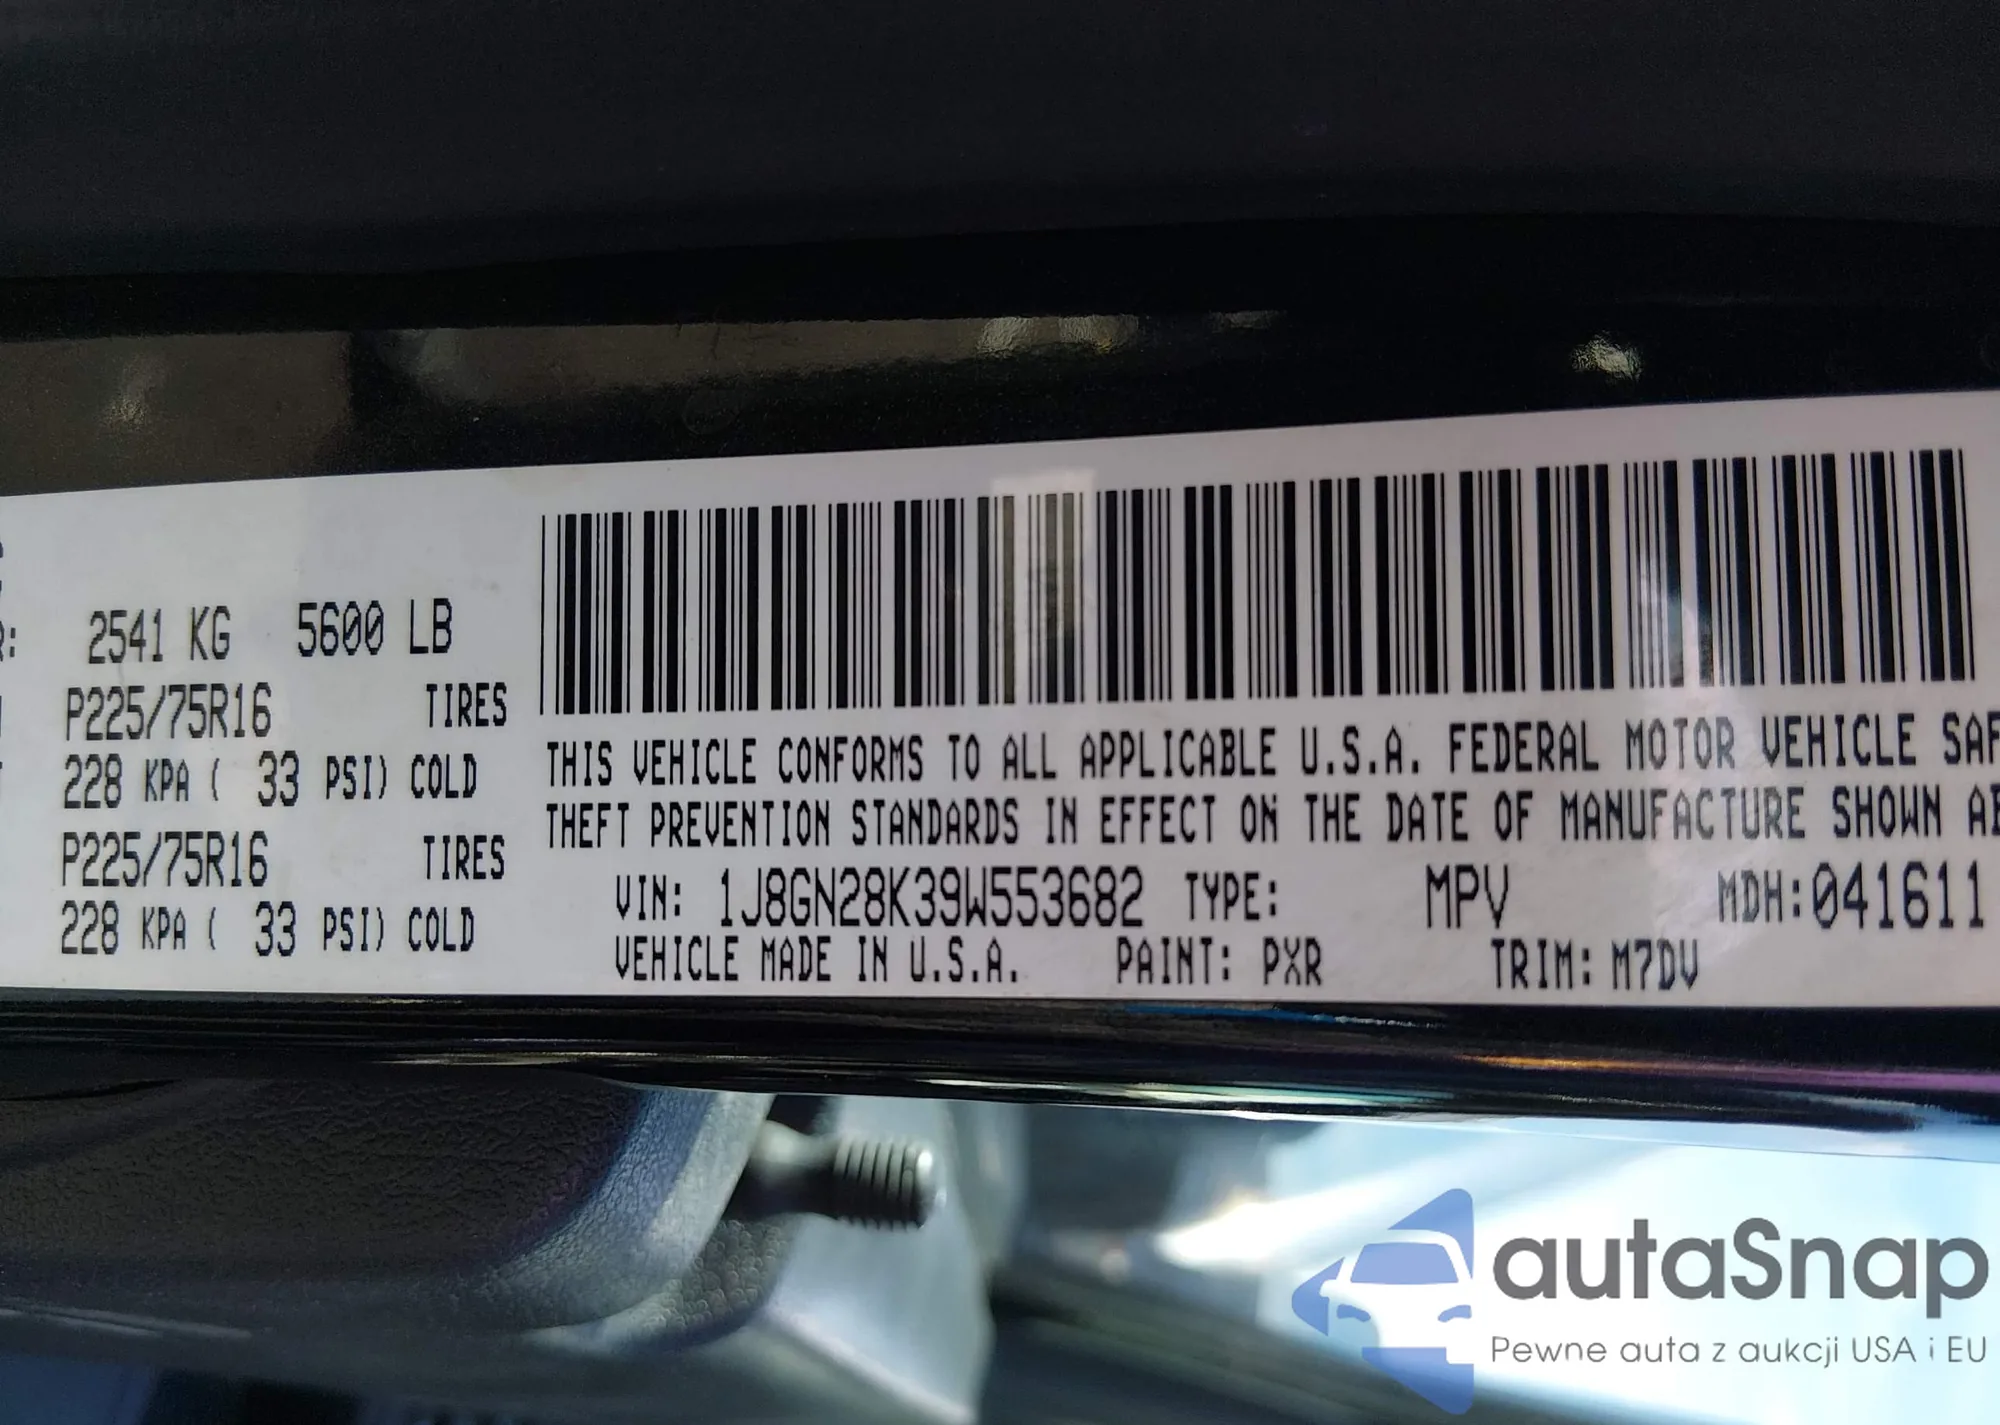 2541 KG 5600 LB
P225/75R16 TIRES
228 KPA ( 33 PSI) COLD
P225/75R16 TIRES
228 KPA ( 33 PSI) COLD
THIS VEHICLE CONFORMS TO ALL APPLICABLE U.S.A. FEDERAL MOTOR VEHICLE SAF
THEFT PREVENTION STANDARDS IN EFFECT ON THE DATE OF MANUFACTURE SHOWN AB
VIN: 1J8GN28K39W553682 TYPE: MPV MDH:041611
VEHICLE MADE IN U.S.A. PAINT: PXR TRIM: M7DV
autaSnap
Pewne auta z aukcji USA i EU